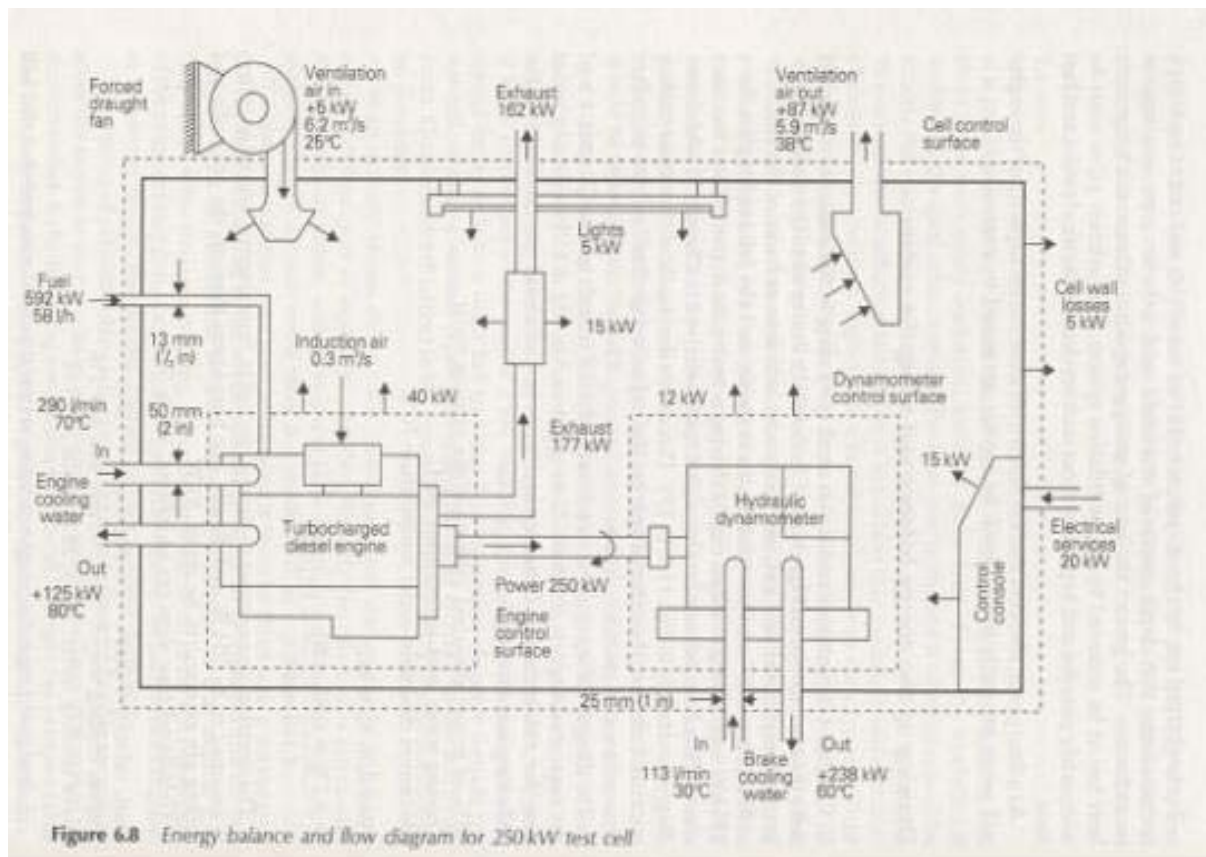 Forced
draught
fan
Ventilation
air in
+5 kW
6.2 m³/s
25°C
Exhaust
162 kW
Ventilation
air out
+87 kW
5.9 m³/s
38°C
Cell control
surface
Lights
5 kW
Fuel
592 kW
58 l/h
13 mm
(½ in)
Induction air
0.3 m³/s
15 kW
Cell wall
losses
5 kW
290 l/min
70°C
In
50 mm
(2 in)
40 kW
Exhaust
177 kW
12 kW
Dynamometer
control surface
15 kW
Engine
cooling
water
Turbocharged
diesel engine
Hydraulic
dynamometer
Electrical
services
20 kW
Out
+125 kW
80°C
Power 250 kW
Engine
control
surface
Control
console
25 mm (1 in)
In
113 l/min
30°C
Brake
cooling
water
Out
+238 kW
60°C
Figure 6.8 Energy balance and flow diagram for 250 kW test cell